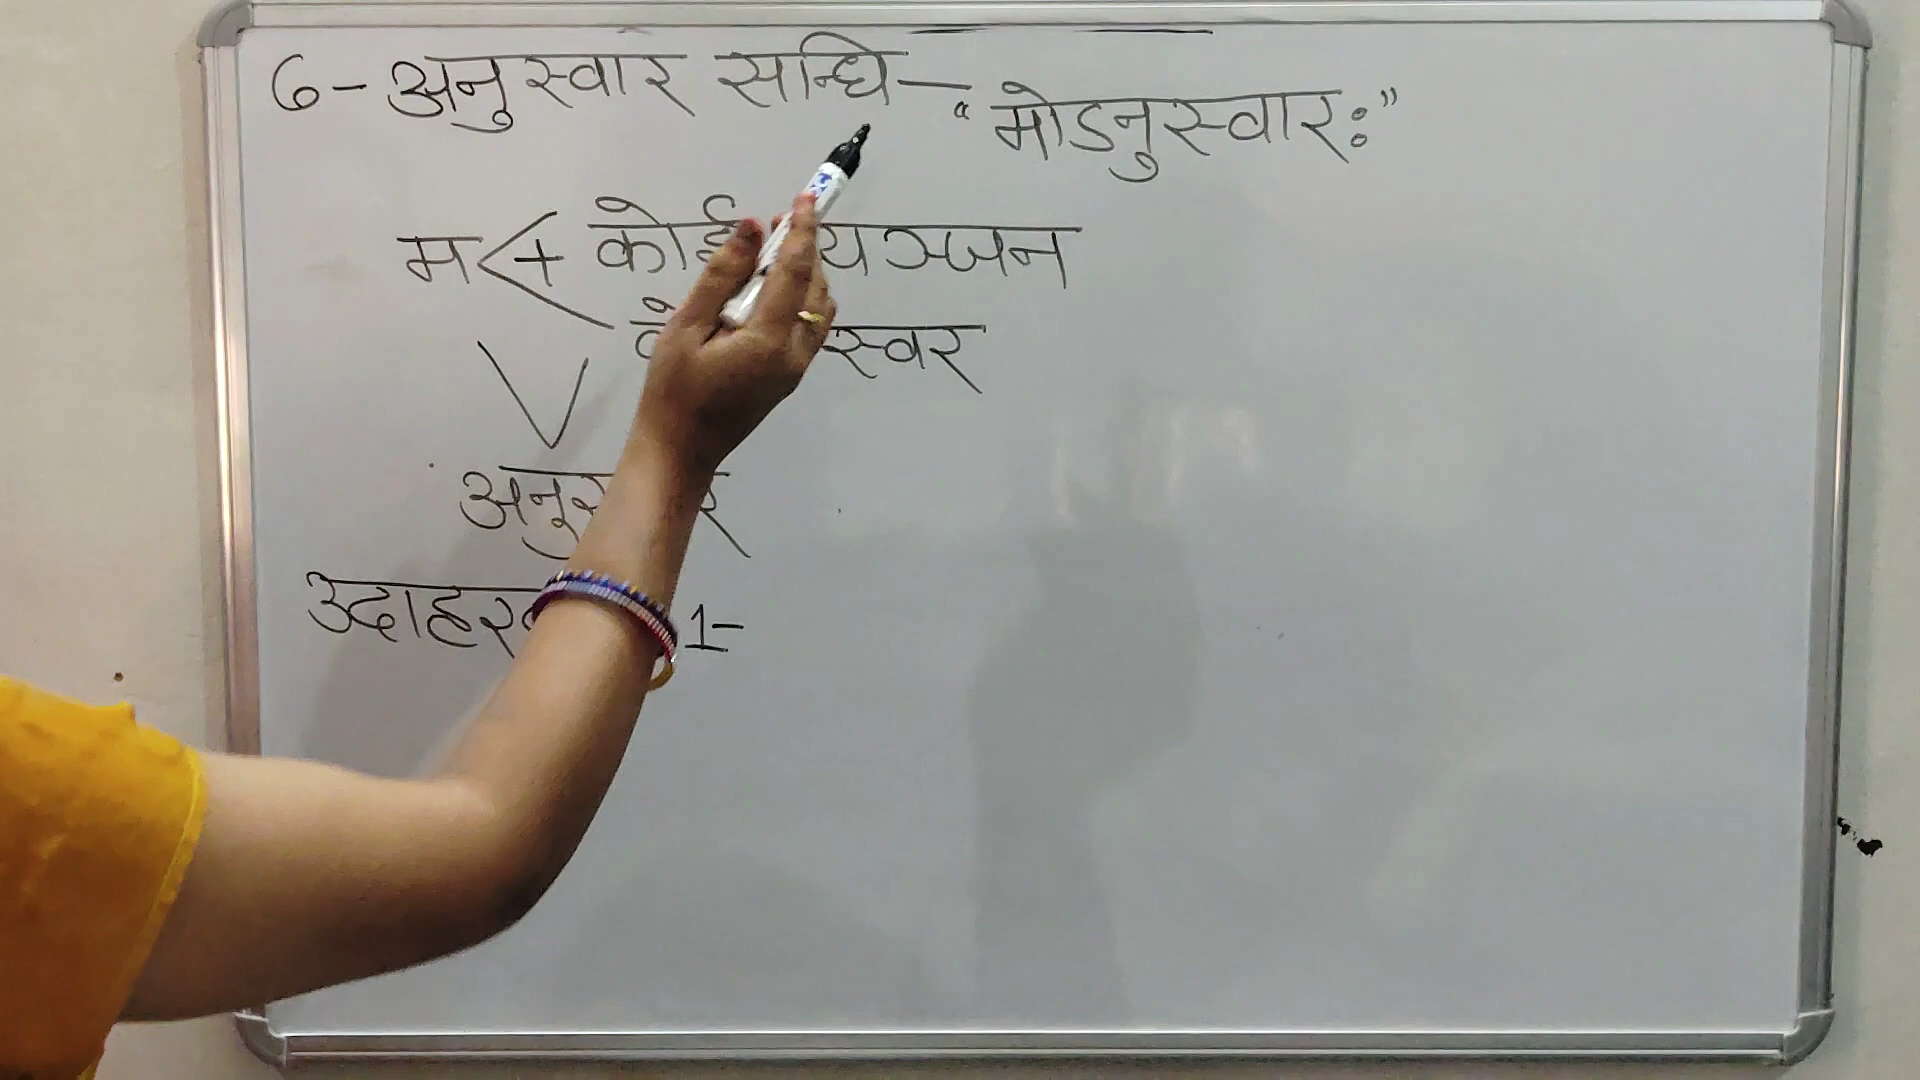 6- अनुस्वार सन्धि - "मोऽनुस्वारः"
म् + कोई व्यञ्जन
स्वर
अनुस्वार
उदाहरण 1-